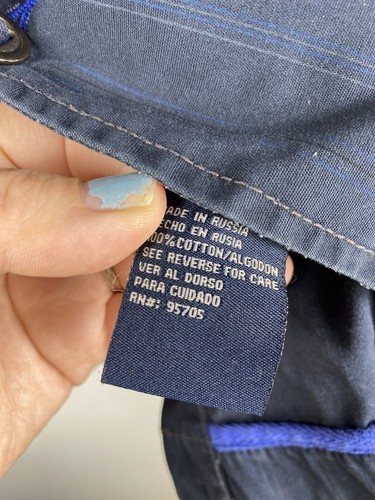 ADE IN RUSSIA
ECHO EN RUSIA
100% COTTON/ALGODON
SEE REVERSE FOR CARE
VER AL DORSO
PARA CUIDADO
RN#: 95705